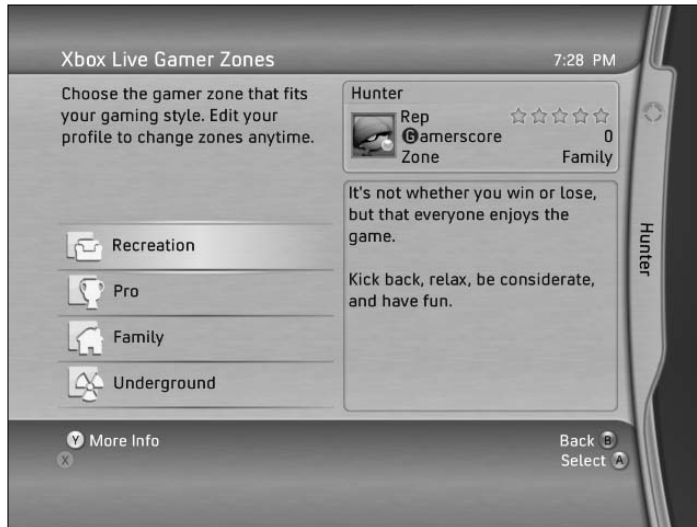 Xbox Live Gamer Zones
7:28 PM
Choose the gamer zone that fits
your gaming style. Edit your
profile to change zones anytime.
Hunter
Rep
Gamerscore 0
Zone Family
It's not whether you win or lose,
but that everyone enjoys the
game.
Kick back, relax, be considerate,
and have fun.
Recreation
Pro
Family
Underground
Hunter
Y More Info
X
Back B
Select A